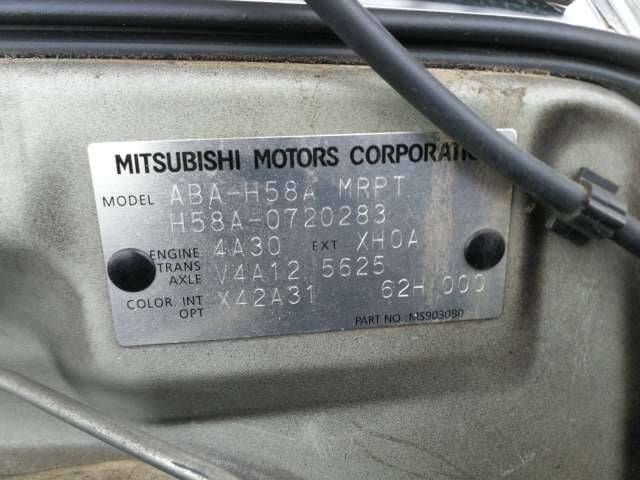 MITSUBISHI MOTORS CORPORATION
MODEL ABA-H58A MRPT
H58A-0720283
ENGINE 4A30 EXT XH0A
TRANS AXLE V4A12 5625
COLOR. INT OPT X42A31 62H 000
PART NO : MS903080